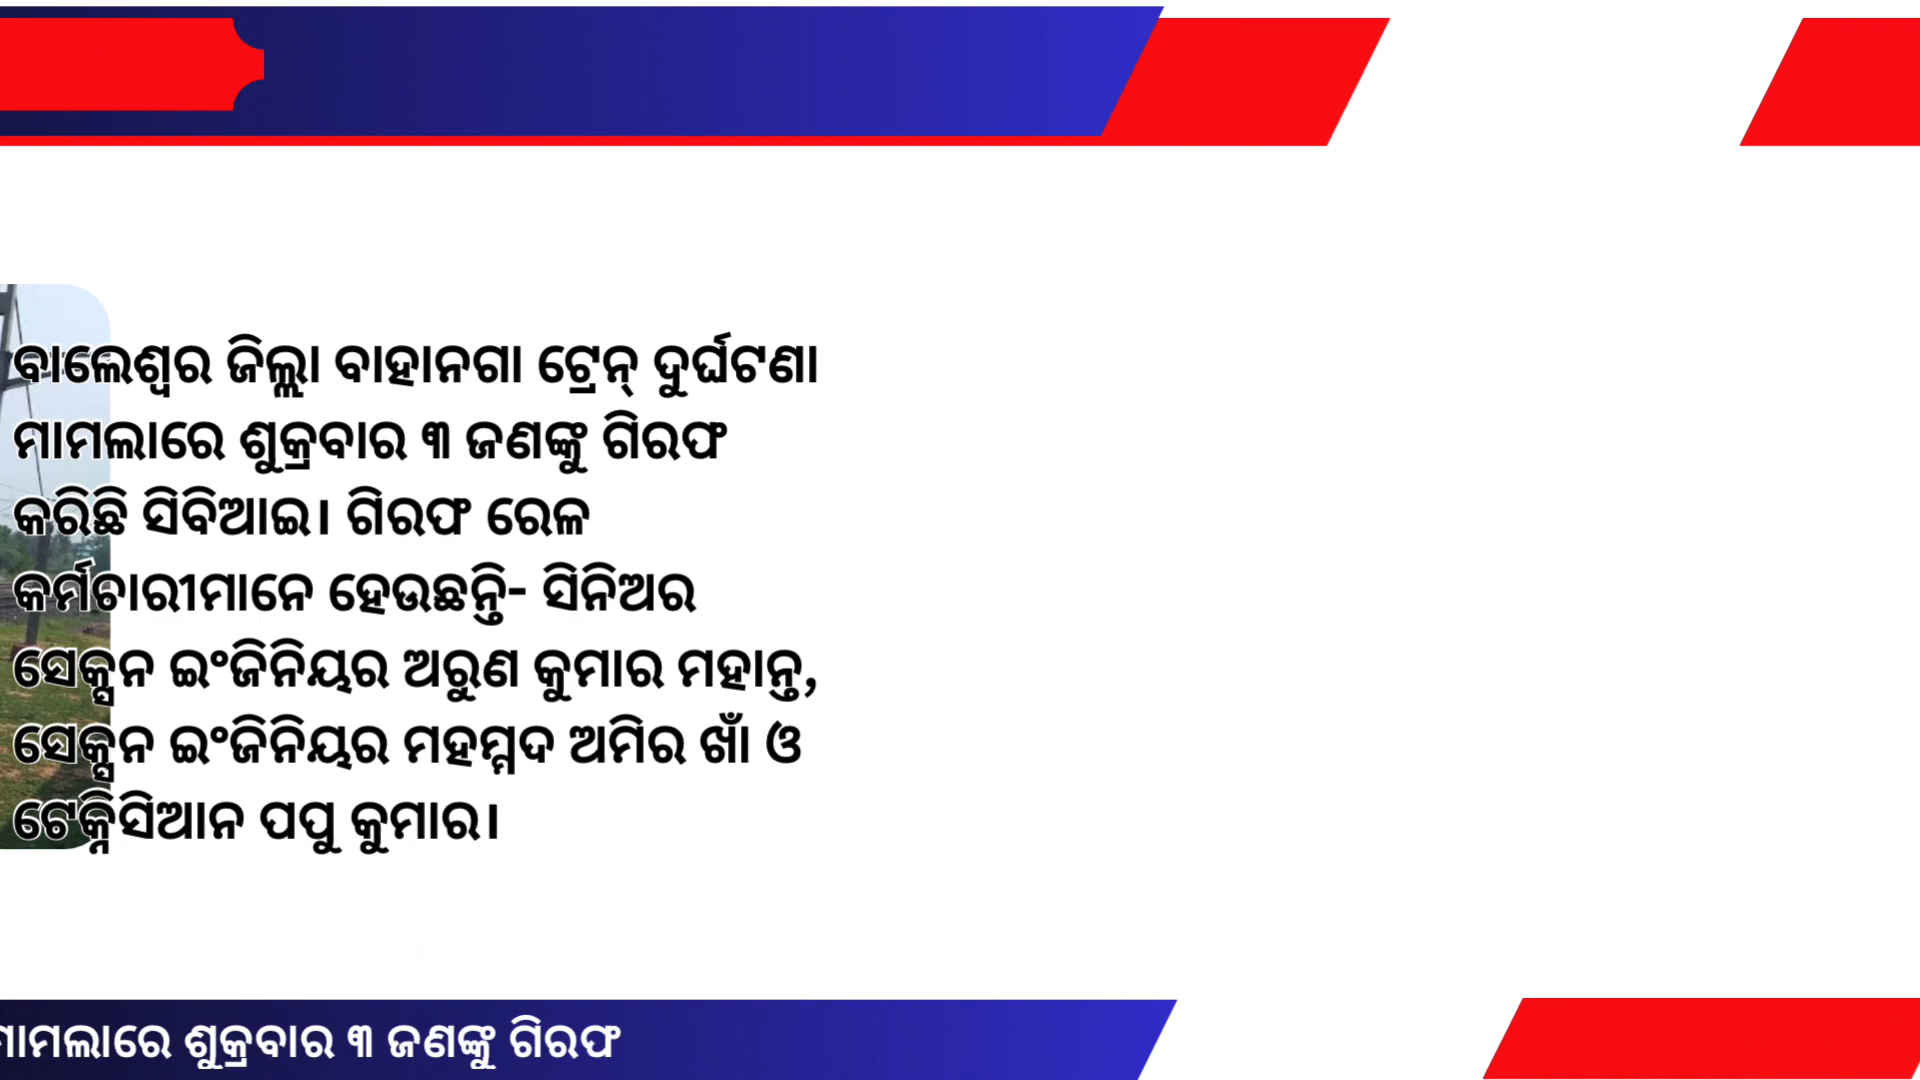 ବାଲେଶ୍ୱର ଜିଲ୍ଲା ବାହାନଗା ଟ୍ରେନ୍ ଦୁର୍ଘଟଣା
ମାମଲାରେ ଶୁକ୍ରବାର ୩ ଜଣଙ୍କୁ ଗିରଫ
କରିଛି ସିବିଆଇ। ଗିରଫ ରେଳ
କର୍ମଚାରୀମାନେ ହେଉଛନ୍ତି- ସିନିଅର
ସେକ୍ସନ ଇଂଜିନିୟର ଅରୁଣ କୁମାର ମହାନ୍ତ,
ସେକ୍ସନ ଇଂଜିନିୟର ମହମ୍ମଦ ଅମିର ଖାଁ ଓ
ଟେକ୍ନିସିଆନ ପପୁ କୁମାର।
ମାମଲାରେ ଶୁକ୍ରବାର ୩ ଜଣଙ୍କୁ ଗିରଫ